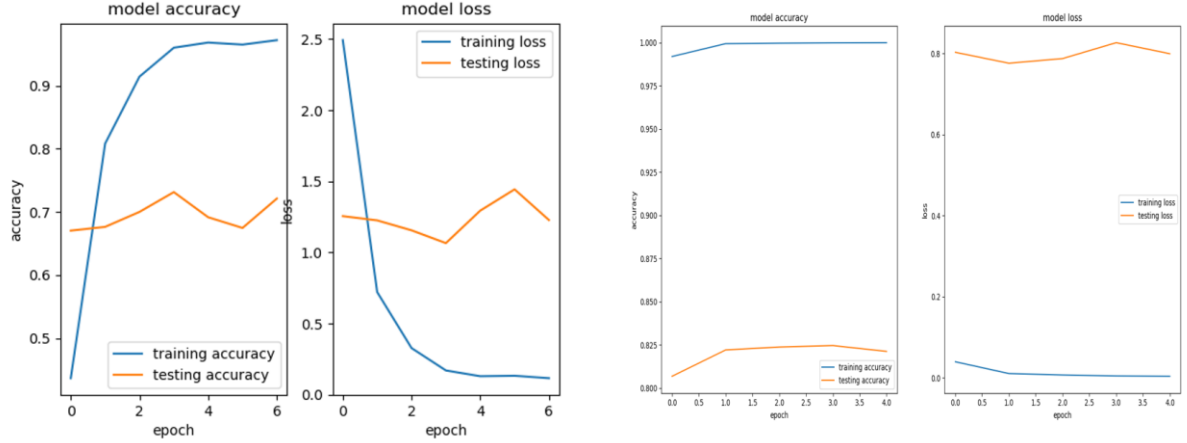 model accuracy
accuracy
0.9
0.8
0.7
0.6
0.5
0 2 4 6
epoch
training accuracy
testing accuracy
model loss
loss
2.5
2.0
1.5
1.0
0.5
0.0
0 2 4 6
epoch
training loss
testing loss
model accuracy
accuracy
1.000
0.975
0.950
0.925
0.900
0.875
0.850
0.825
0.800
0.0 0.5 1.0 1.5 2.0 2.5 3.0 3.5 4.0
epoch
training accuracy
testing accuracy
model loss
loss
0.8
0.6
0.4
0.2
0.0
0.0 0.5 1.0 1.5 2.0 2.5 3.0 3.5 4.0
epoch
training loss
testing loss